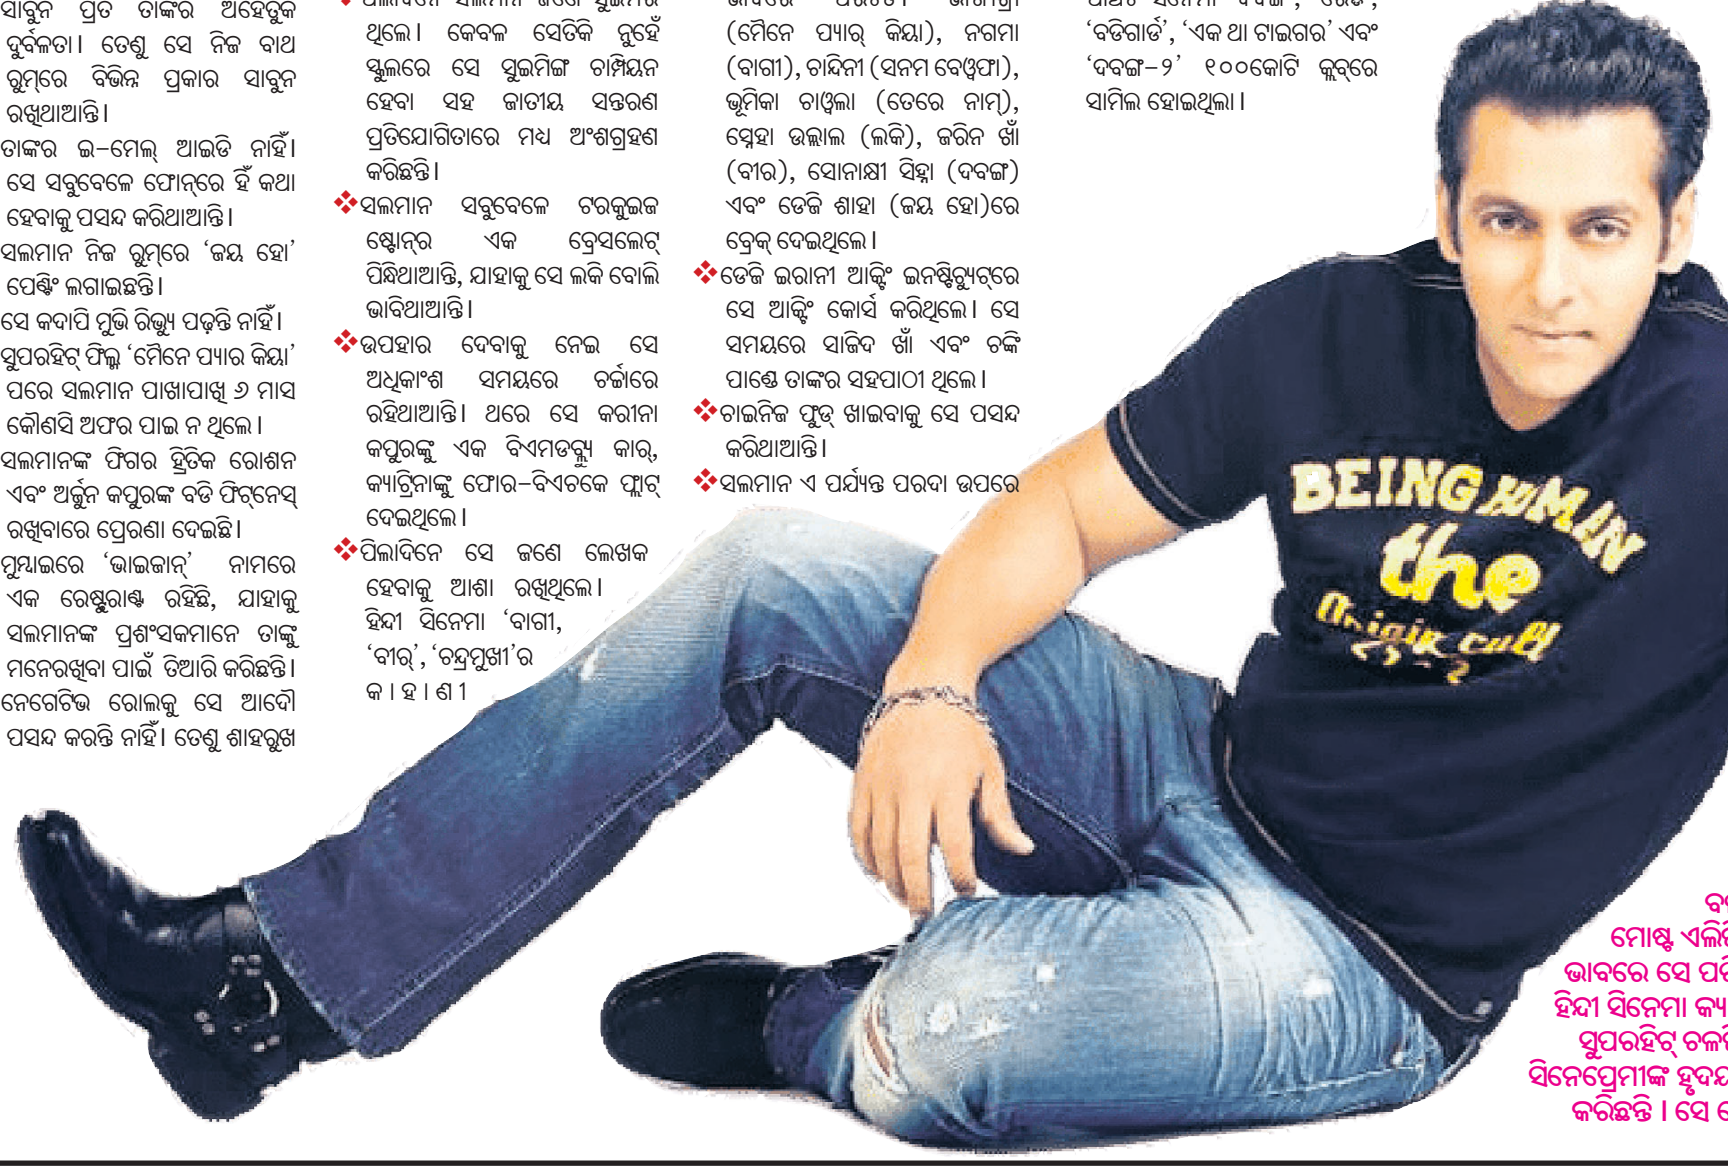 ସାବୁନ ପ୍ରତି ତାଙ୍କର ଅହେତୁକ
ଦୁର୍ବଳତା। ତେଣୁ ସେ ନିଜ ବାଥ
ରୁମ୍‌ରେ ବିଭିନ୍ନ ପ୍ରକାର ସାବୁନ
ରଖିଥାଆନ୍ତି।
ତାଙ୍କର ଇ-ମେଲ୍ ଆଇଡି ନାହିଁ।
ସେ ସବୁବେଳେ ଫୋନ୍‌ରେ ହିଁ କଥା
ହେବାକୁ ପସନ୍ଦ କରିଥାଆନ୍ତି।
ସଲମାନ ନିଜ ରୁମ୍‌ରେ ‘ଜୟ ହୋ’
ପେଣ୍ଟିଂ ଲଗାଇଛନ୍ତି।
ସେ କଦାପି ମୁଭି ରିଭ୍ୟୁ ପଢ଼ନ୍ତି ନାହିଁ।
ସୁପରହିଟ୍ ଫିଲ୍ମ ‘ମୈନେ ପ୍ୟାର କିୟା’
ପରେ ସଲମାନ ପାଖାପାଖି ୬ ମାସ
କୌଣସି ଅଫର ପାଇ ନ ଥିଲେ।
ସଲମାନଙ୍କ ଫିଗର ହ୍ରିତିକ ରୋଶନ
ଏବଂ ଅର୍ଜୁନ କପୁରଙ୍କ ବଡି ଫିଟ୍‌ନେସ୍
ରଖିବାରେ ପ୍ରେରଣା ଦେଇଛି।
ମୁମ୍ବାଇରେ ‘ଭାଇଜାନ୍’ ନାମରେ
ଏକ ରେଷ୍ଟୁରାଣ୍ଟ ରହିଛି, ଯାହାକୁ
ସଲମାନଙ୍କ ପ୍ରଶଂସକମାନେ ତାଙ୍କୁ
ମନେରଖିବା ପାଇଁ ତିଆରି କରିଛନ୍ତି।
ନେଗେଟିଭ ରୋଲକୁ ସେ ଆଦୌ
ପସନ୍ଦ କରନ୍ତି ନାହିଁ। ତେଣୁ ଶାହରୁଖ
❖ପିଲାଦିନେ ସଲମାନ ଜଣେ ସୁଇମର
ଥିଲେ। କେବଳ ସେତିକି ନୁହେଁ
ସ୍କୁଲରେ ସେ ସୁଇମିଙ୍ଗ ଚାମ୍ପିୟନ
ହେବା ସହ ଜାତୀୟ ସନ୍ତରଣ
ପ୍ରତିଯୋଗିତାରେ ମଧ୍ୟ ଅଂଶଗ୍ରହଣ
କରିଛନ୍ତି।
❖ସଲମାନ ସବୁବେଳେ ଟରକୁଇଜ
ଷ୍ଟୋନ୍‌ର ଏକ ବ୍ରେସଲେଟ୍
ପିନ୍ଧିଥାଆନ୍ତି, ଯାହାକୁ ସେ ଲକି ବୋଲି
ଭାବିଥାଆନ୍ତି।
❖ଉପହାର ଦେବାକୁ ନେଇ ସେ
ଅଧିକାଂଶ ସମୟରେ ଚର୍ଚ୍ଚାରେ
ରହିଥାଆନ୍ତି। ଥରେ ସେ କରୀନା
କପୁରଙ୍କୁ ଏକ ବିଏମଡବ୍ଲ୍ୟୁ କାର୍,
କ୍ୟାଟ୍ରିନାଙ୍କୁ ଫୋର-ବିଏଚକେ ଫ୍ଲାଟ୍
ଦେଇଥିଲେ।
❖ପିଲାଦିନେ ସେ ଜଣେ ଲେଖକ
ହେବାକୁ ଆଶା ରଖିଥିଲେ।
ହିନ୍ଦୀ ସିନେମା ‘ବାଗୀ,
‘ବୀର୍’, ‘ଚନ୍ଦ୍ରମୁଖୀ’ର
କାହାଣୀ
(ମୈନେ ପ୍ୟାର୍ କିୟା), ନଗମା
(ବାଗୀ), ଚାନ୍ଦିନୀ (ସନମ ବେୱଫା),
ଭୂମିକା ଚାୱଲା (ତେରେ ନାମ୍),
ସ୍ନେହା ଉଲ୍ଲାଲ (ଲକି), ଜରିନ ଖାଁ
(ବୀର), ସୋନାକ୍ଷୀ ସିହ୍ନା (ଦବଙ୍ଗ)
ଏବଂ ଡେଜି ଶାହା (ଜୟ ହୋ)ରେ
ବ୍ରେକ୍ ଦେଇଥିଲେ।
❖ଡେଜି ଇରାନୀ ଆକ୍ଟିଂ ଇନଷ୍ଟିଚ୍ୟୁଟ୍‌ରେ
ସେ ଆକ୍ଟିଂ କୋର୍ସ କରିଥିଲେ। ସେ
ସମୟରେ ସାଜିଦ ଖାଁ ଏବଂ ଚଙ୍କି
ପାଣ୍ଡେ ତାଙ୍କର ସହପାଠୀ ଥିଲେ।
❖ଚାଇନିଜ ଫୁଡ୍ ଖାଇବାକୁ ସେ ପସନ୍ଦ
କରିଥାଆନ୍ତି।
❖ସଲମାନ ଏ ପର୍ଯ୍ୟନ୍ତ ପରଦା ଉପରେ
‘ବଡିଗାର୍ଡ’, ‘ଏକ ଥା ଟାଇଗର’ ଏବଂ
‘ଦବଙ୍ଗ-୨’ ୧୦୦କୋଟି କ୍ଲବ୍‌ରେ
ସାମିଲ ହୋଇଥିଲା।
BEING HUMAN
the
ମୋଷ୍ଟ
ଭାବରେ ସେ
ହିନ୍ଦୀ ସିନେମା
ସୁପରହିଟ୍
ସିନେପ୍ରେମୀଙ୍କ
କରିଛନ୍ତି। ସେ